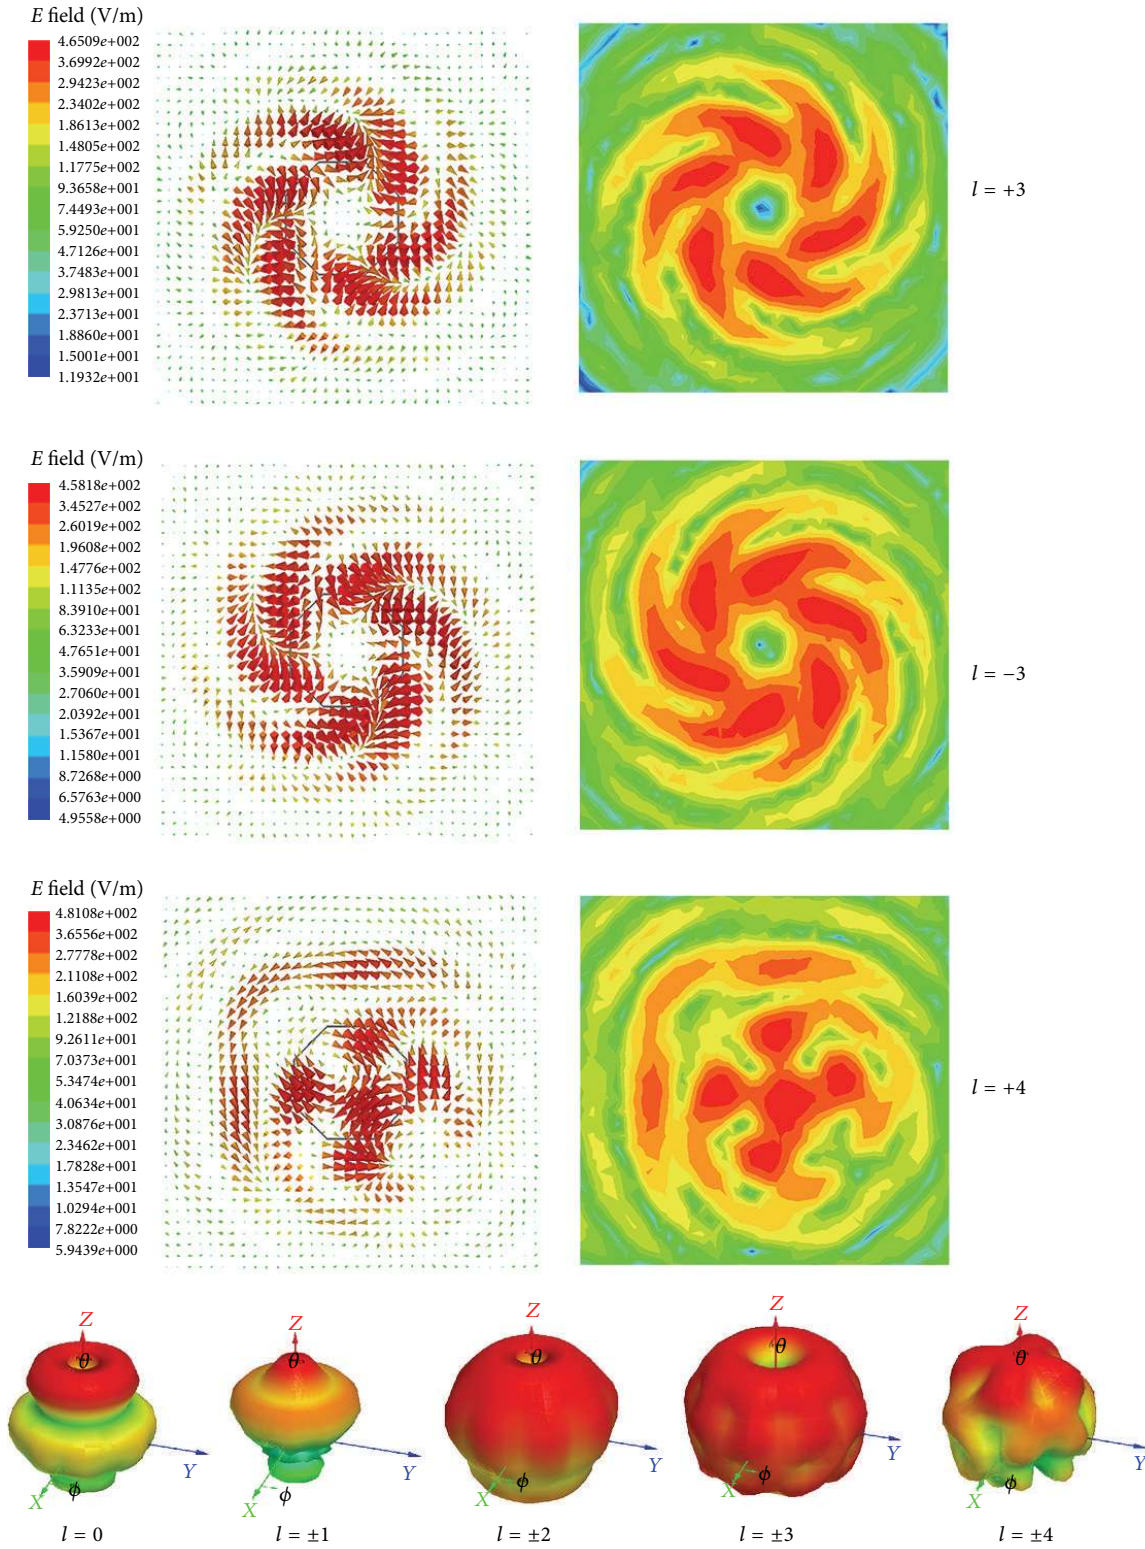 E field (V/m)
4.6509e+002
3.6992e+002
2.9423e+002
2.3402e+002
1.8613e+002
1.4805e+002
1.1775e+002
9.3658e+001
7.4493e+001
5.9250e+001
4.7126e+001
3.7483e+001
2.9813e+001
2.3713e+001
1.8860e+001
1.5001e+001
1.1932e+001
l = +3
E field (V/m)
4.5818e+002
3.4527e+002
2.6019e+002
1.9608e+002
1.4776e+002
1.1135e+002
8.3910e+001
6.3233e+001
4.7651e+001
3.5909e+001
2.7060e+001
2.0392e+001
1.5367e+001
1.1580e+001
8.7268e+000
6.5763e+000
4.9558e+000
l = −3
E field (V/m)
4.8108e+002
3.6556e+002
2.7778e+002
2.1108e+002
1.6039e+002
1.2188e+002
9.2611e+001
7.0373e+001
5.3474e+001
4.0634e+001
3.0876e+001
2.3462e+001
1.7828e+001
1.3547e+001
1.0294e+001
7.8222e+000
5.9439e+000
l = +4
Z
θ
Y
X
ϕ
l = 0
Z
θ
Y
X
ϕ
l = ±1
Z
θ
Y
X
ϕ
l = ±2
Z
θ
Y
X
ϕ
l = ±3
Z
θ
Y
X
ϕ
l = ±4